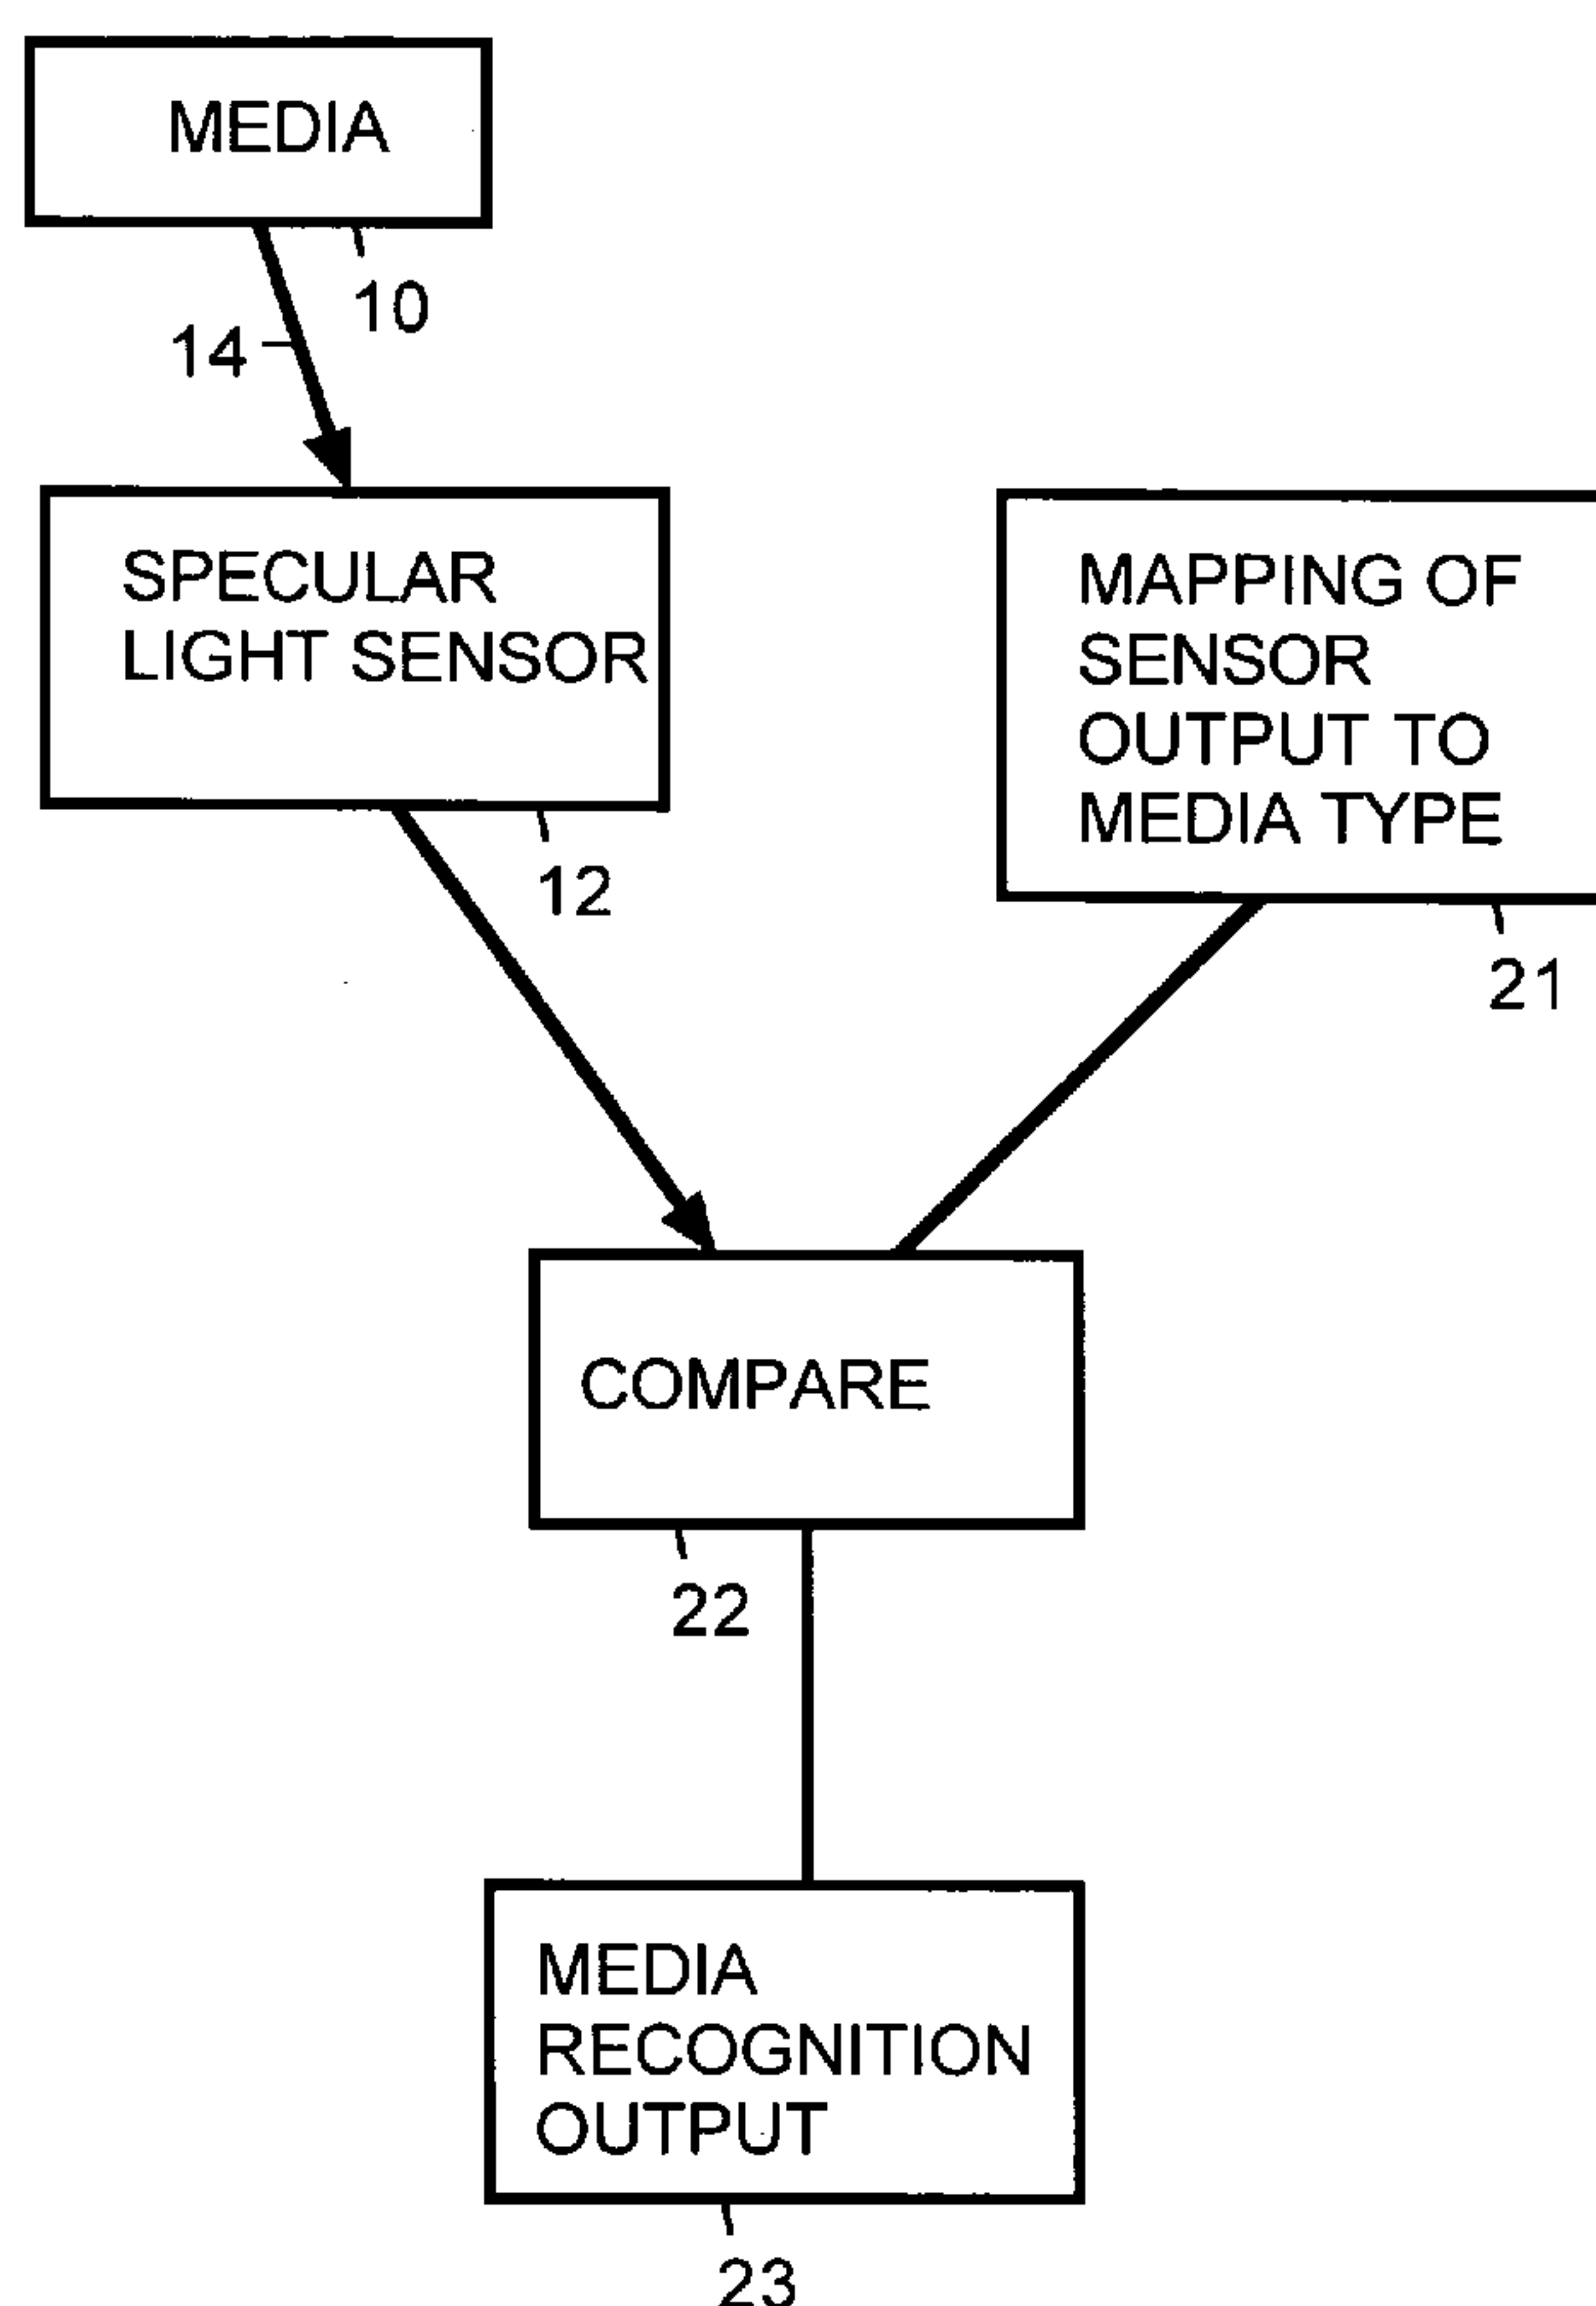 MEDIA
10
14
SPECULAR
LIGHT SENSOR
12
MAPPING OF
SENSOR
OUTPUT TO
MEDIA TYPE
21
COMPARE
22
MEDIA
RECOGNITION
OUTPUT
23